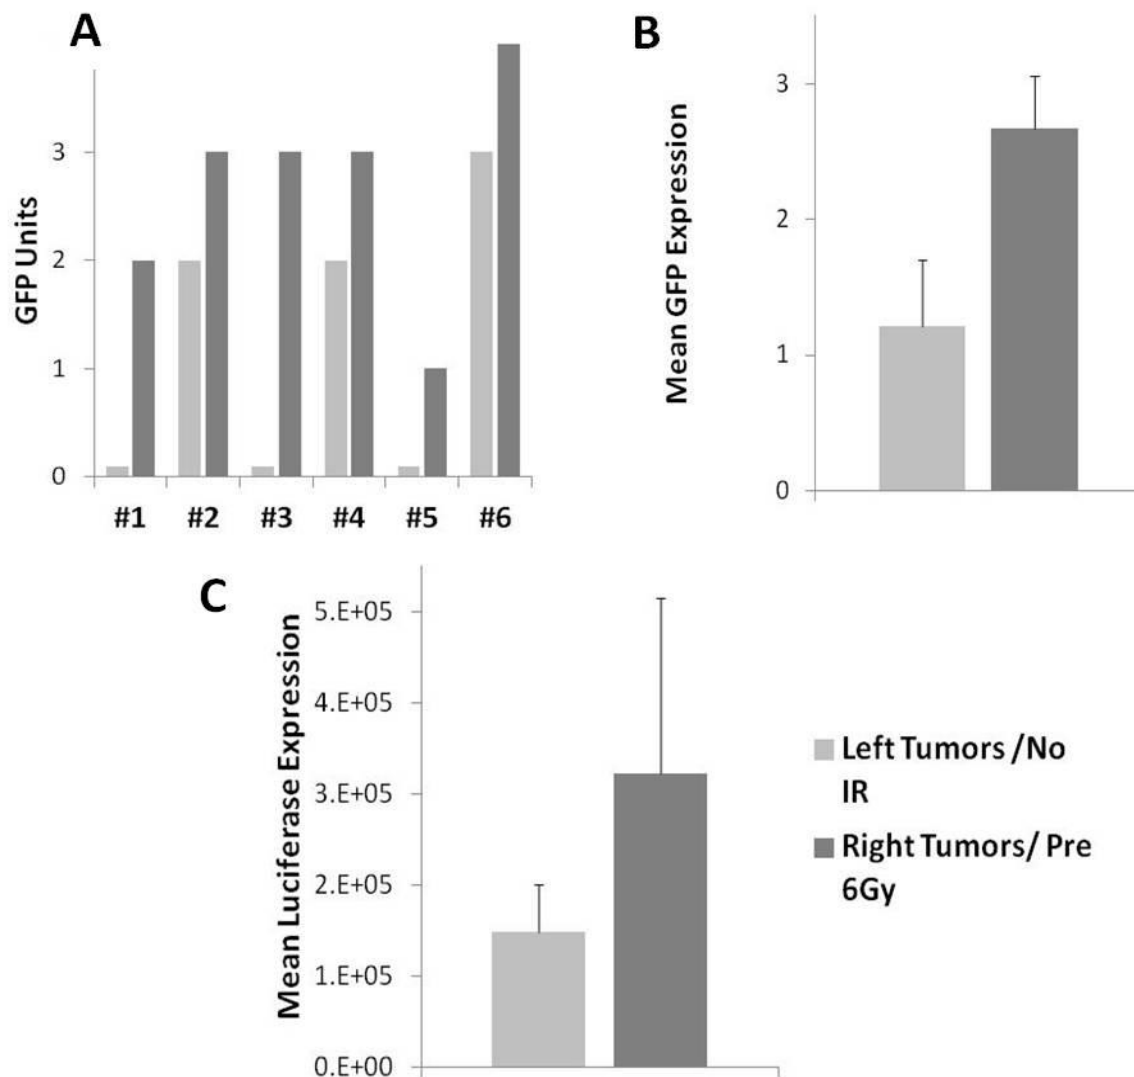 A
GFP Units
3
2
1
0
#1 #2 #3 #4 #5 #6
B
Mean GFP Expression
3
2
1
0
C
Mean Luciferase Expression
5.E+05
4.E+05
3.E+05
2.E+05
1.E+05
0.E+00
Left Tumors /No
IR
Right Tumors/ Pre
6Gy